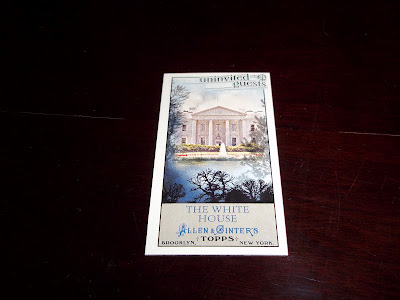 uninvited
guests
THE WHITE
HOUSE
ALLEN & GINTER'S
BROOKLYN, TOPPS NEW YORK.